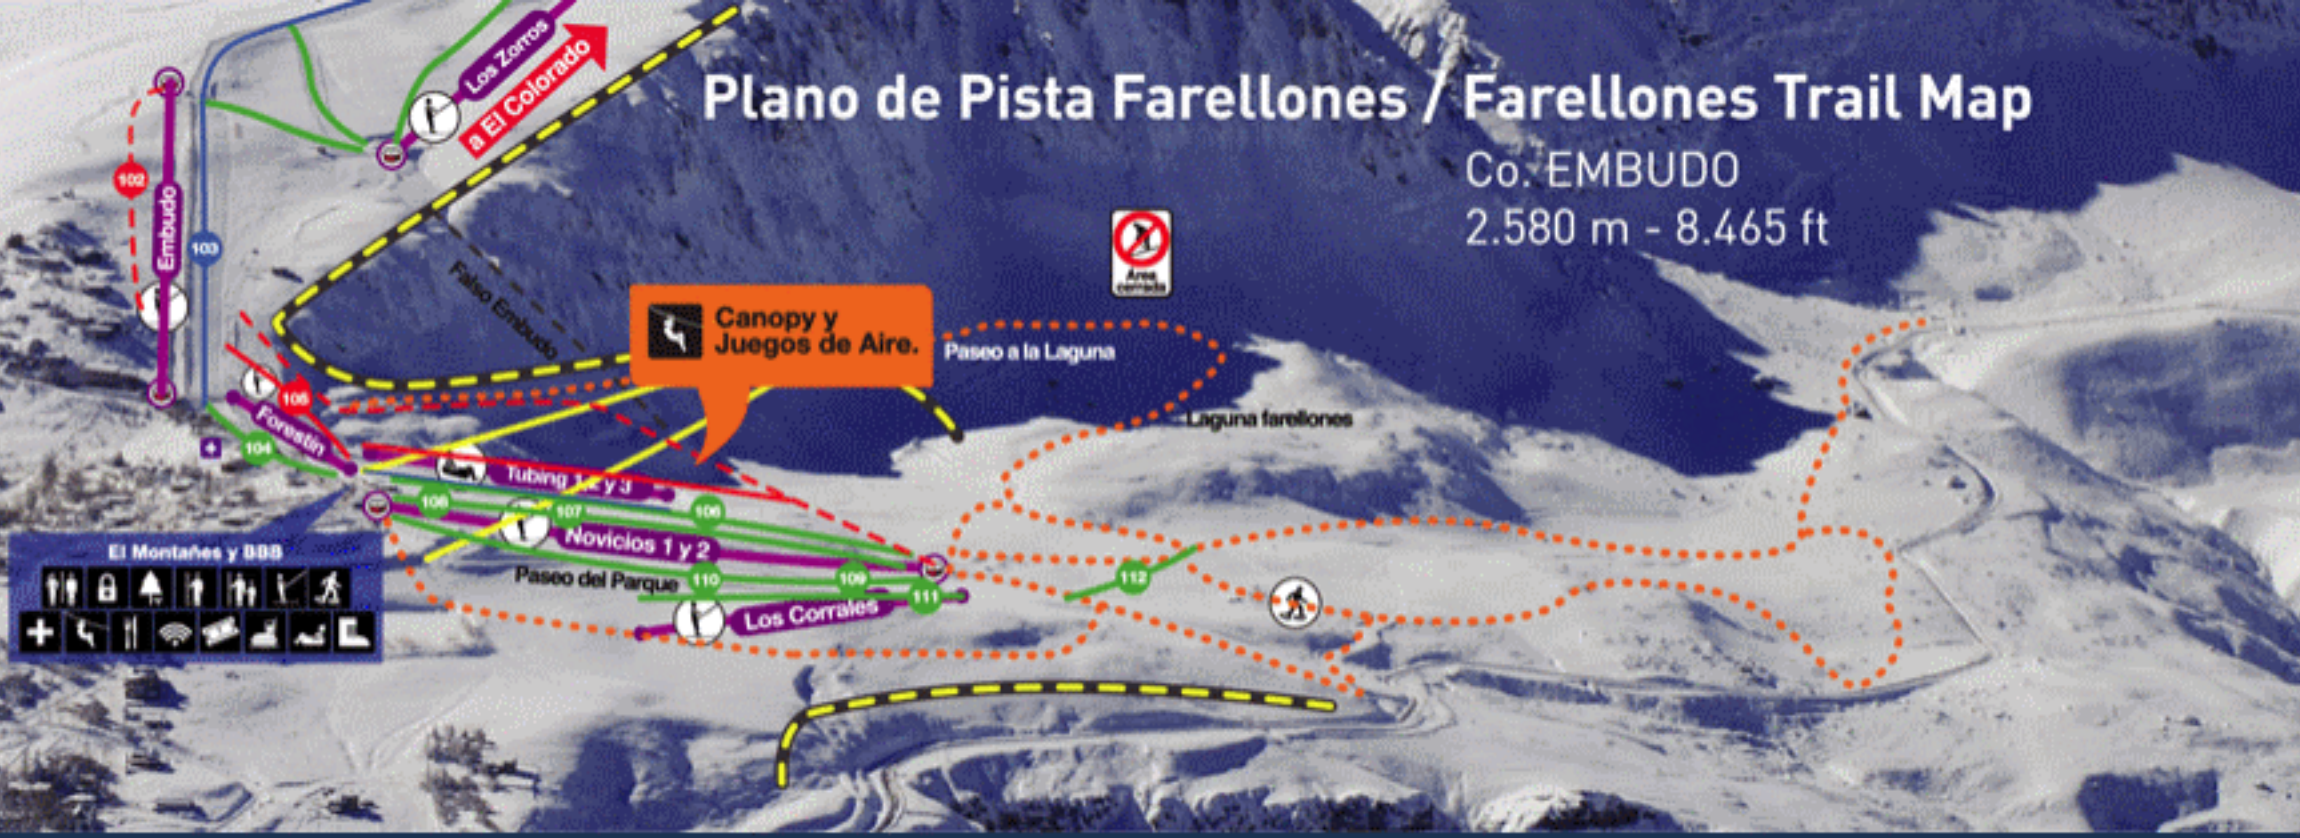 Los Zorros
a El Colorado
Plano de Pista Farellones / Farellones Trail Map
Co. EMBUDO
2.580 m - 8.465 ft
102
Embudo
103
Area
cerrada
Falso Embudo
Canopy y
Juegos de Aire.
Paseo a la Laguna
Laguna farellones
105
Forestin
104
Tubing 1,2 y 3
108
107
106
Novicios 1 y 2
El Montañes y BBB
Paseo del Parque
110
109
111
112
Los Corrales